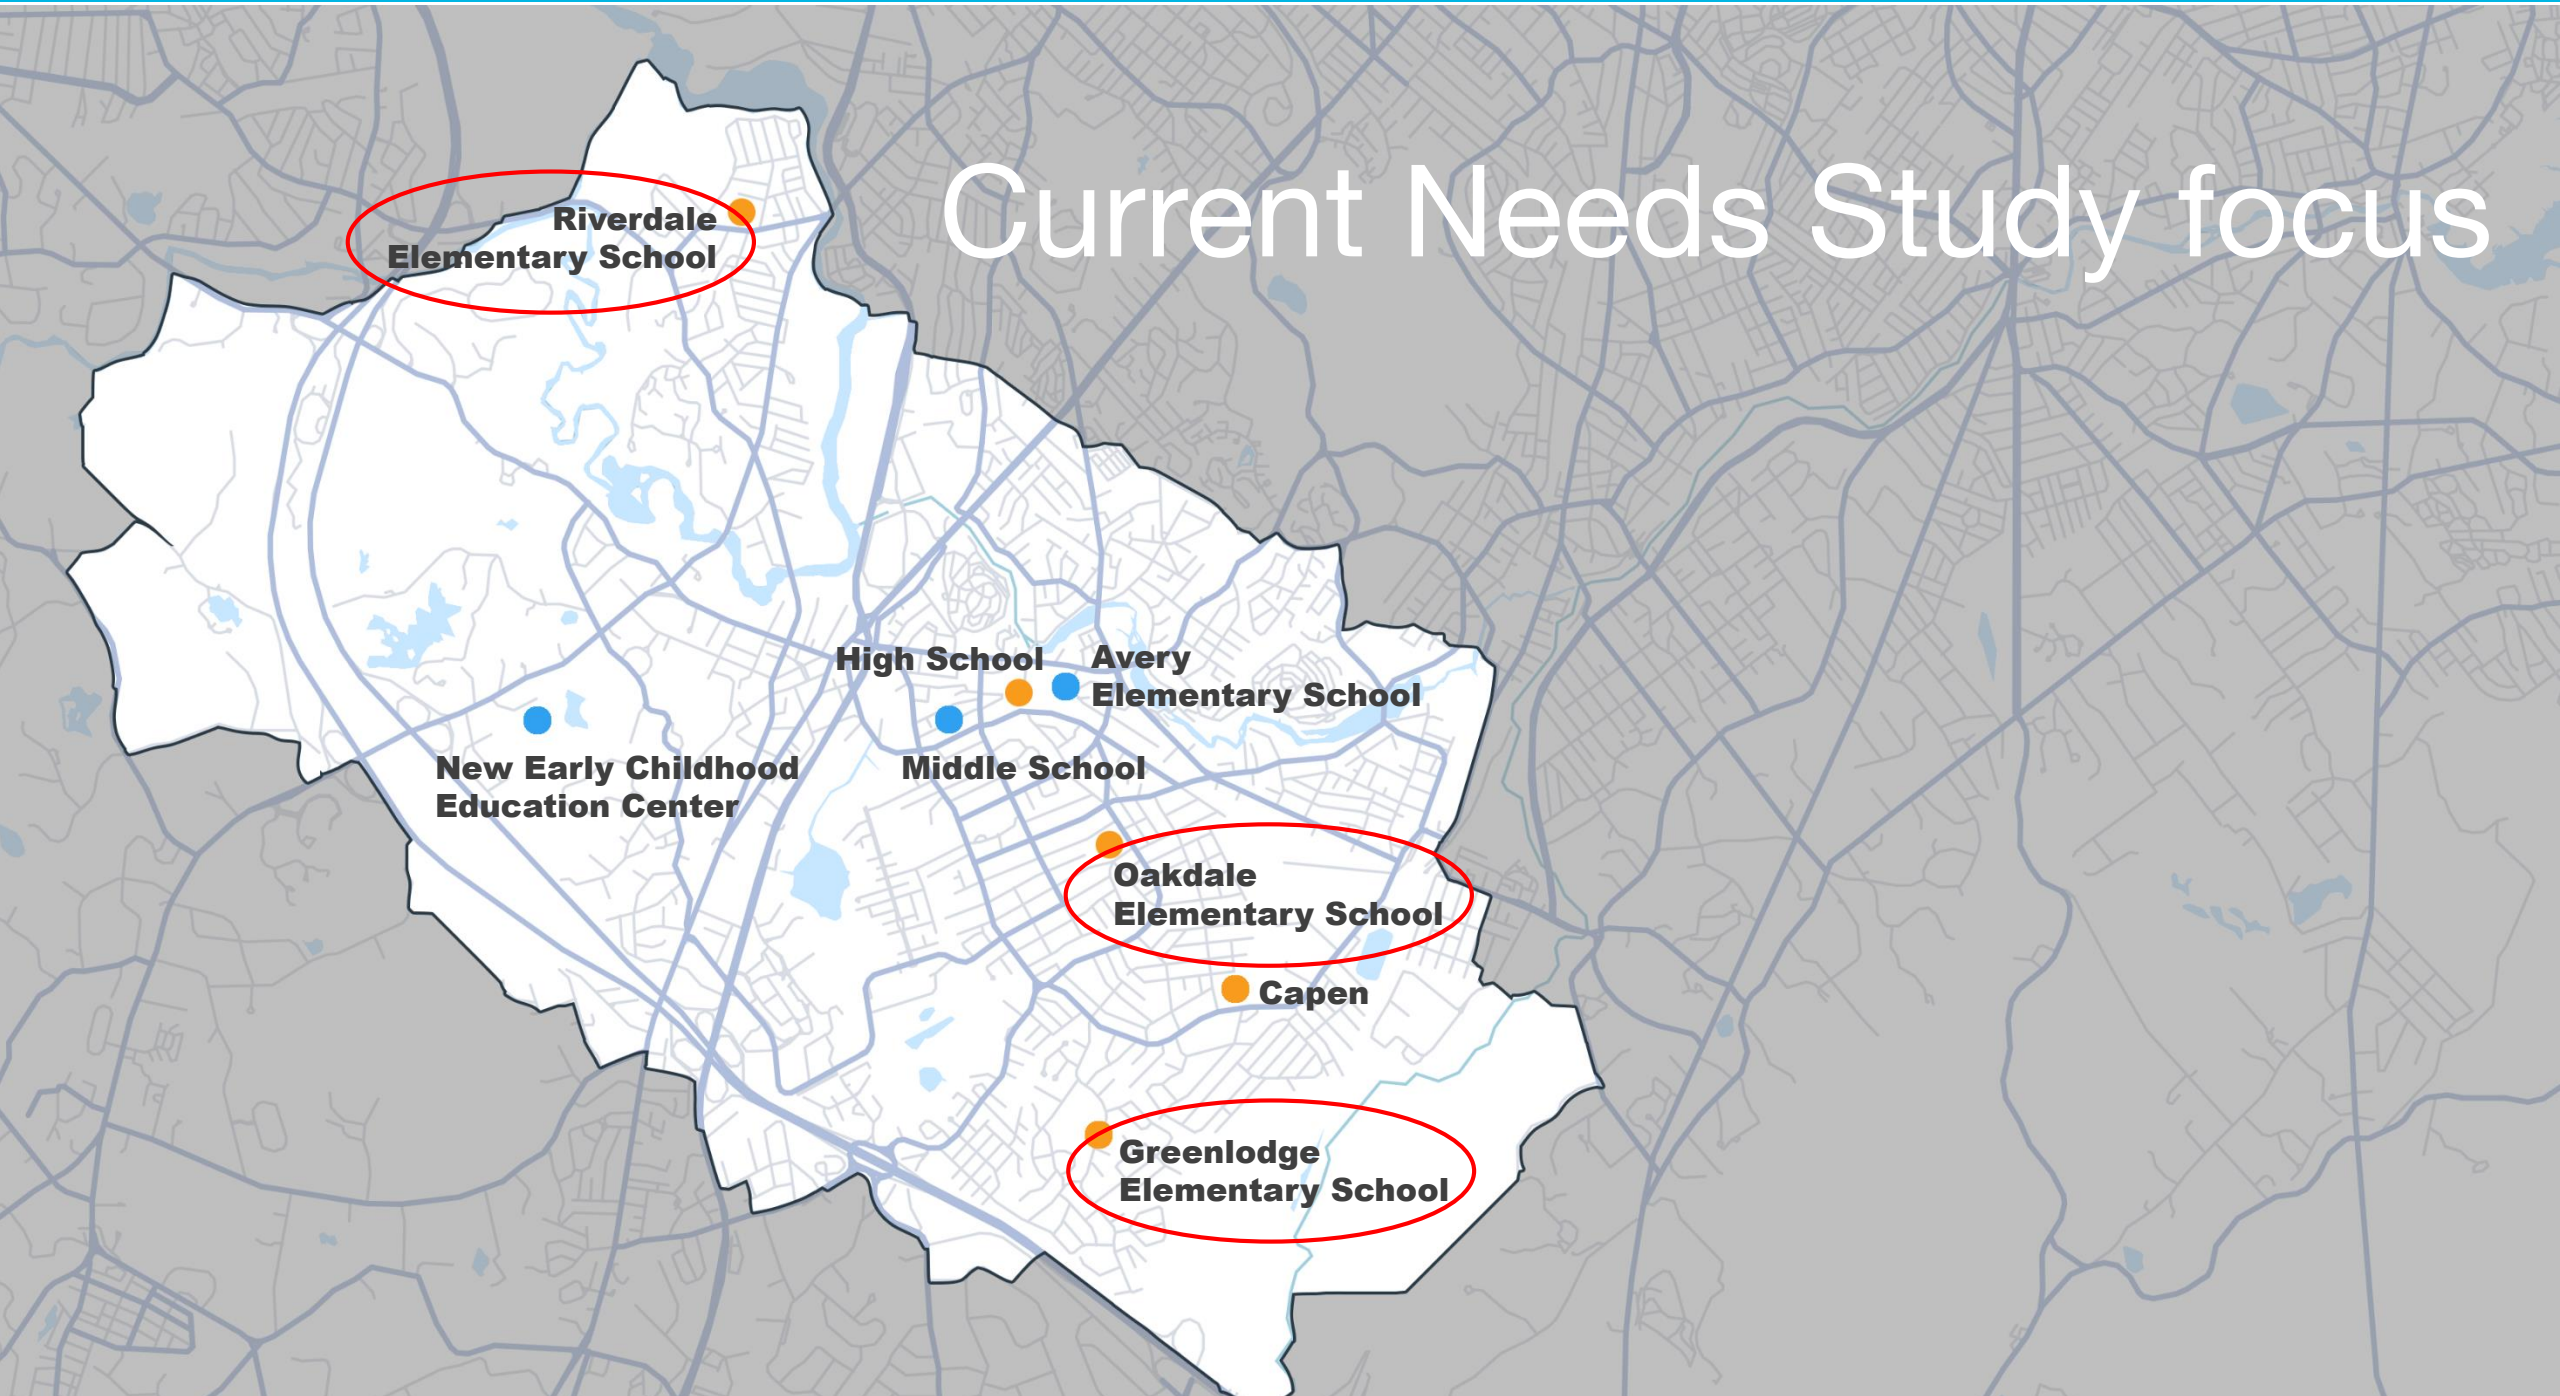 Current Needs Study focus
Riverdale
Elementary School
High School
Avery
Elementary School
New Early Childhood
Education Center
Middle School
Oakdale
Elementary School
Capen
Greenlodge
Elementary School